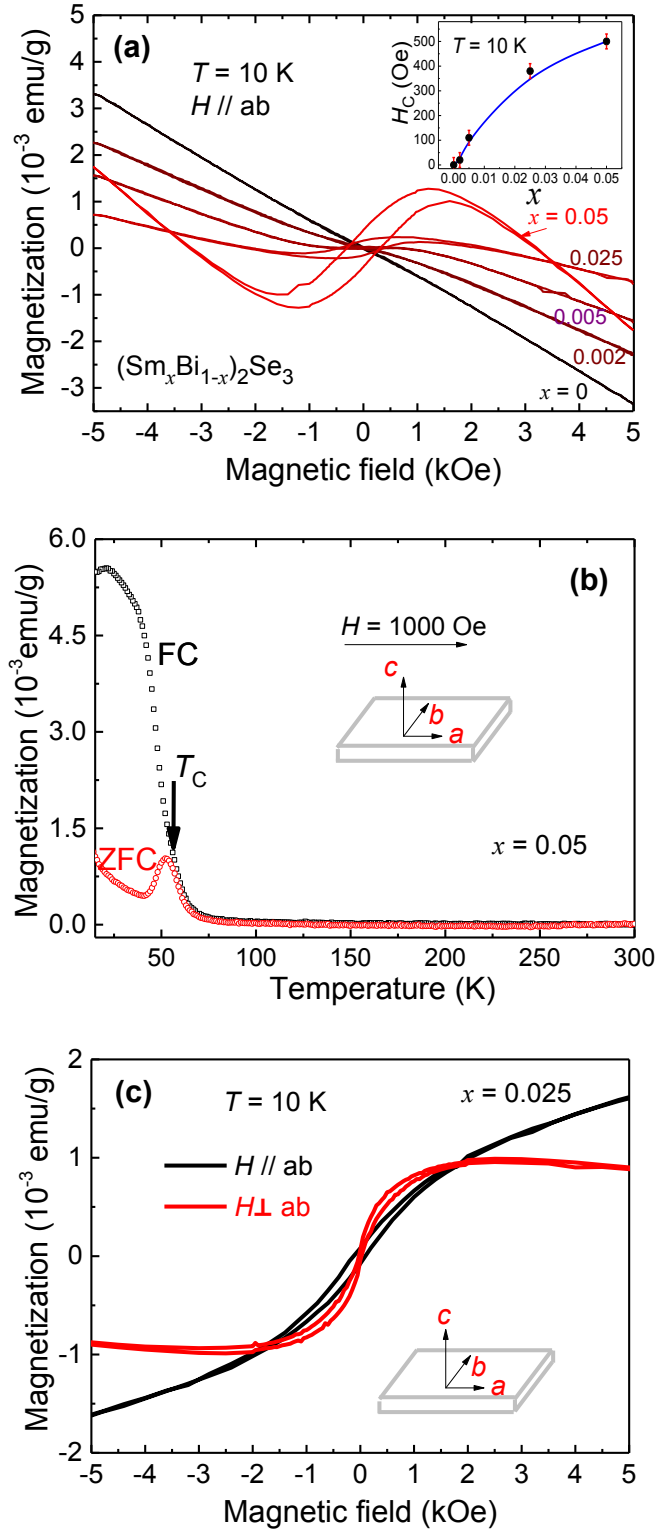 (a)
T = 10 K
H // ab
Magnetization (10⁻³ emu/g)
5
4
3
2
1
0
-1
-2
-3
T = 10 K
H_C (Oe)
500
400
300
200
100
0
0.00 0.01 0.02 0.03 0.04 0.05
x
x = 0.05
0.025
0.005
0.002
x = 0
(Sm_xBi_{1-x})_2Se_3
-5 -4 -3 -2 -1 0 1 2 3 4 5
Magnetic field (kOe)
(b)
Magnetization (10⁻³emu/g)
6.0
4.5
3.0
1.5
0.0
H = 1000 Oe
FC
c
b
a
T_C
ZFC
x = 0.05
50 100 150 200 250 300
Temperature (K)
(c)
T = 10 K
x = 0.025
Magnetization (10⁻³ emu/g)
2
1
0
-1
-2
H // ab
H⊥ ab
c
b
a
-5 -4 -3 -2 -1 0 1 2 3 4 5
Magnetic field (kOe)